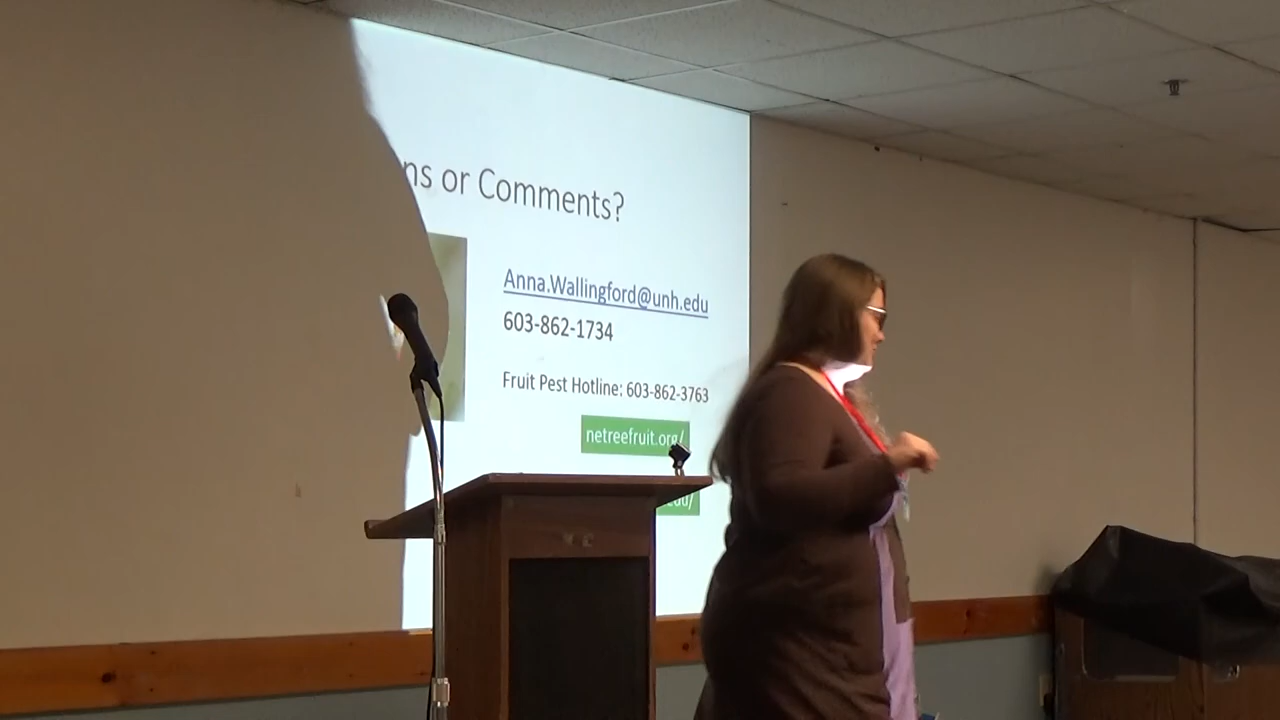 ns or Comments?
Anna.Wallingford@unh.edu
603-862-1734
Fruit Pest Hotline: 603-862-3763
netreefruit.org/
edu/